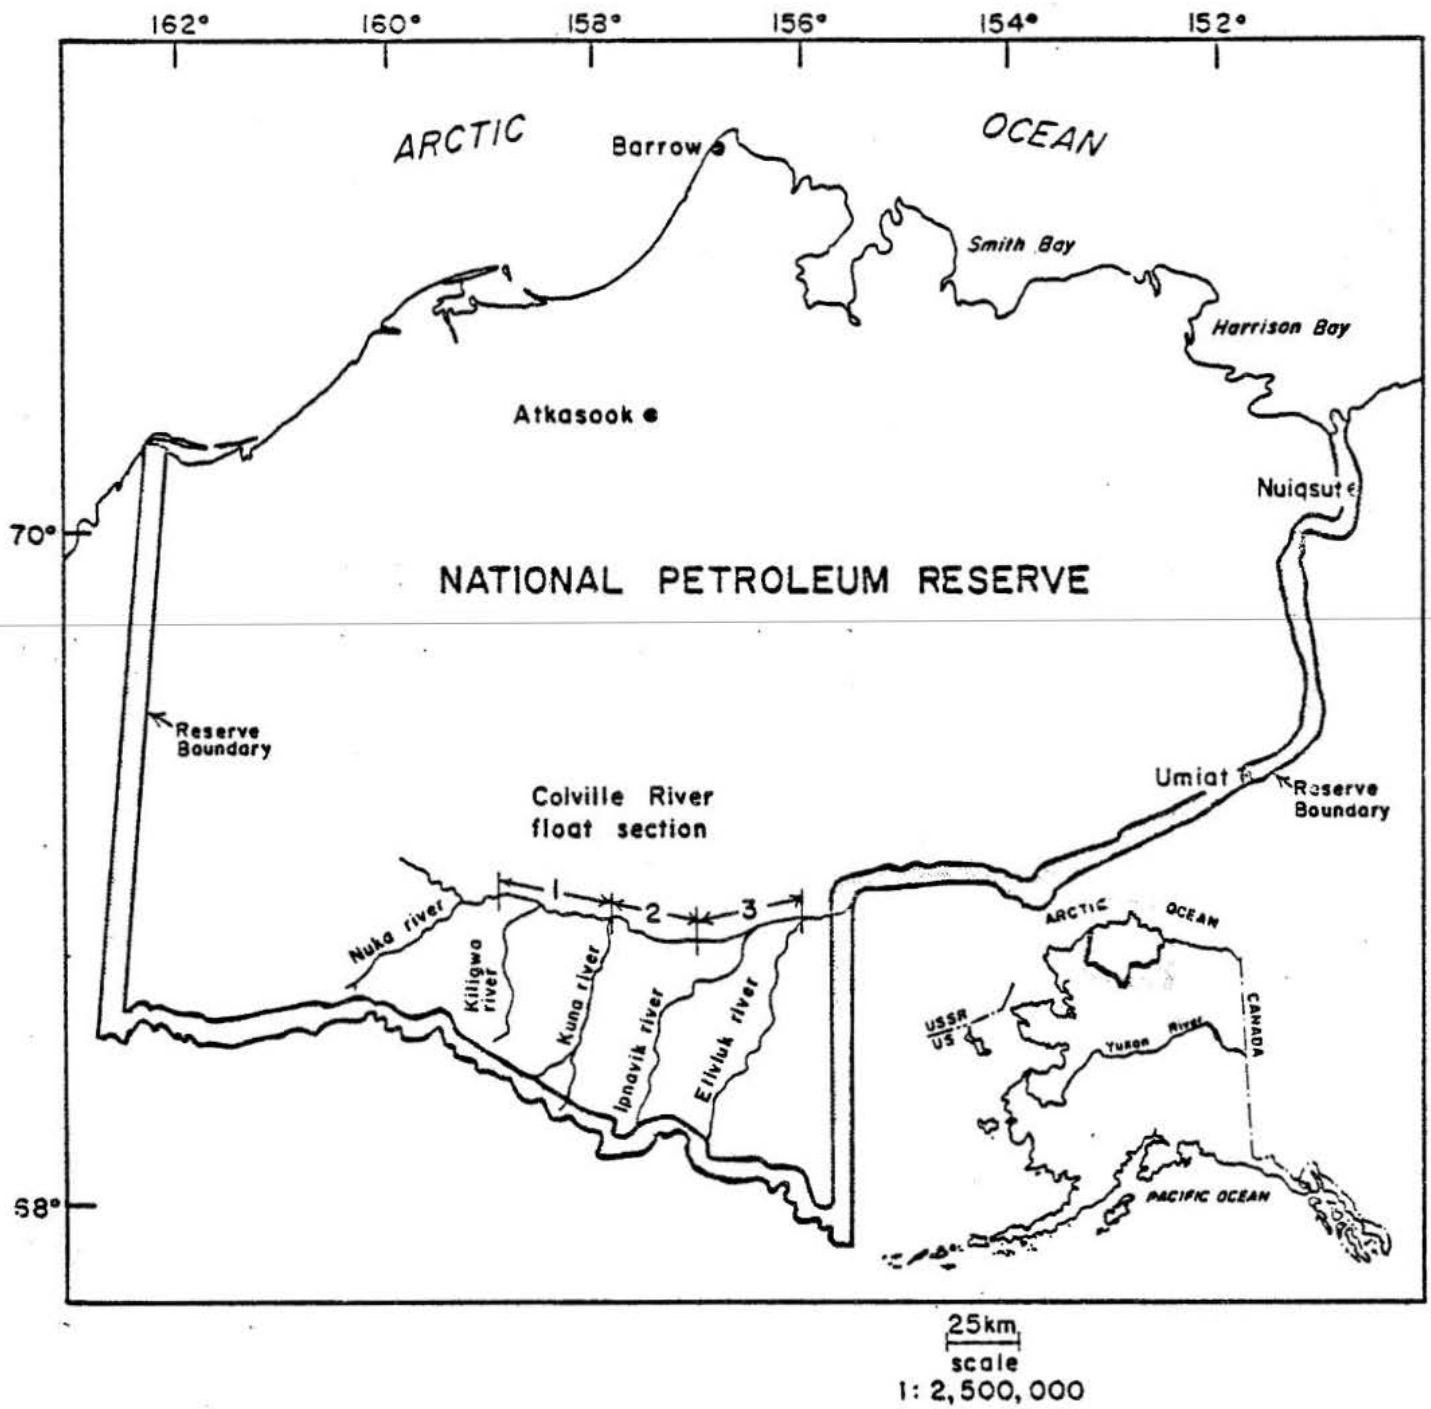 162° 160° 158° 156° 154° 152°
ARCTIC OCEAN
Barrow
Smith Bay
Harrison Bay
Atkasook
Nuiqsut
70°
NATIONAL PETROLEUM RESERVE
Reserve
Boundary
Umiat
Reserve
Boundary
Colville River
float section
1
2
3
Nuka river
Kiligwa
river
Kuna river
Ipnavik river
Etivluk river
ARCTIC OCEAN
USSR
US
Yukon River
CANADA
PACIFIC OCEAN
68°
25km
scale
1: 2,500,000